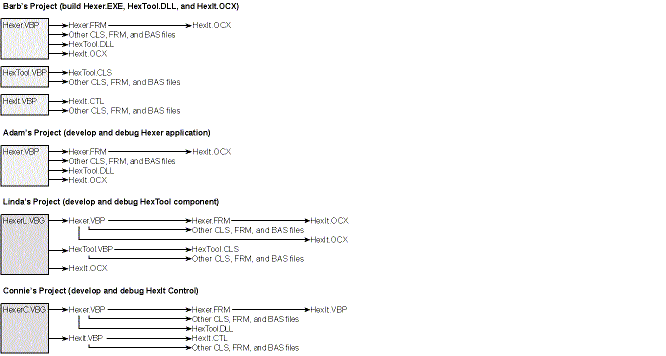 Barb's Project (build Hexer.EXE, HexTool.DLL, and HexIt.OCX)
Hexer.VBP Hexer.FRM HexIt.OCX
Other CLS, FRM, and BAS files
HexTool.DLL
HexIt.OCX
HexTool.VBP HexTool.CLS
Other CLS, FRM, and BAS files
HexIt.VBP HexIt.CTL
Other CLS, FRM, and BAS files
Adam's Project (develop and debug Hexer application)
Hexer.VBP Hexer.FRM HexIt.OCX
Other CLS, FRM, and BAS files
HexTool.DLL
HexIt.OCX
Linda's Project (develop and debug HexTool component)
HexerL.VBG Hexer.VBP Hexer.FRM HexIt.OCX
Other CLS, FRM, and BAS files
HexIt.OCX
HexTool.VBP HexTool.CLS
Other CLS, FRM, and BAS files
HexIt.OCX
Connie's Project (develop and debug HexIt Control)
HexerC.VBG Hexer.VBP Hexer.FRM HexIt.VBP
Other CLS, FRM, and BAS files
HexTool.DLL
HexIt.VBP HexIt.CTL
Other CLS, FRM, and BAS files